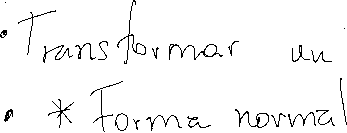 • Transformar un
• * Forma normal